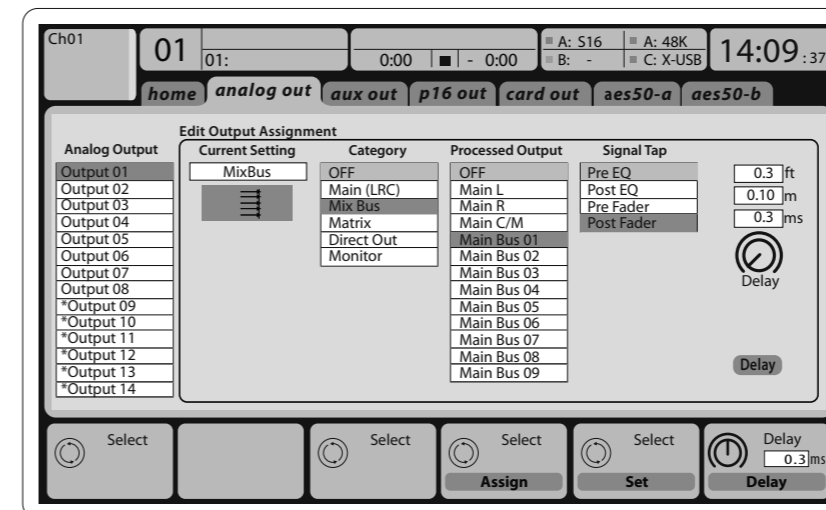 Ch01
01
01:
0:00 - 0:00
A: S16
B: -
A: 48K
C: X-USB
14:09 :37
home analog out aux out p16 out card out aes50-a aes50-b
Edit Output Assignment
Analog Output
Output 01
Output 02
Output 03
Output 04
Output 05
Output 06
Output 07
Output 08
*Output 09
*Output 10
*Output 11
*Output 12
*Output 13
*Output 14
Current Setting
MixBus
Category
OFF
Main (LRC)
Mix Bus
Matrix
Direct Out
Monitor
Processed Output
OFF
Main L
Main R
Main C/M
Main Bus 01
Main Bus 02
Main Bus 03
Main Bus 04
Main Bus 05
Main Bus 06
Main Bus 07
Main Bus 08
Main Bus 09
Signal Tap
Pre EQ
Post EQ
Pre Fader
Post Fader
0.3 ft
0.10 m
0.3 ms
Delay
Delay
Select
Select
Select
Assign
Select
Set
Delay
0.3 ms
Delay